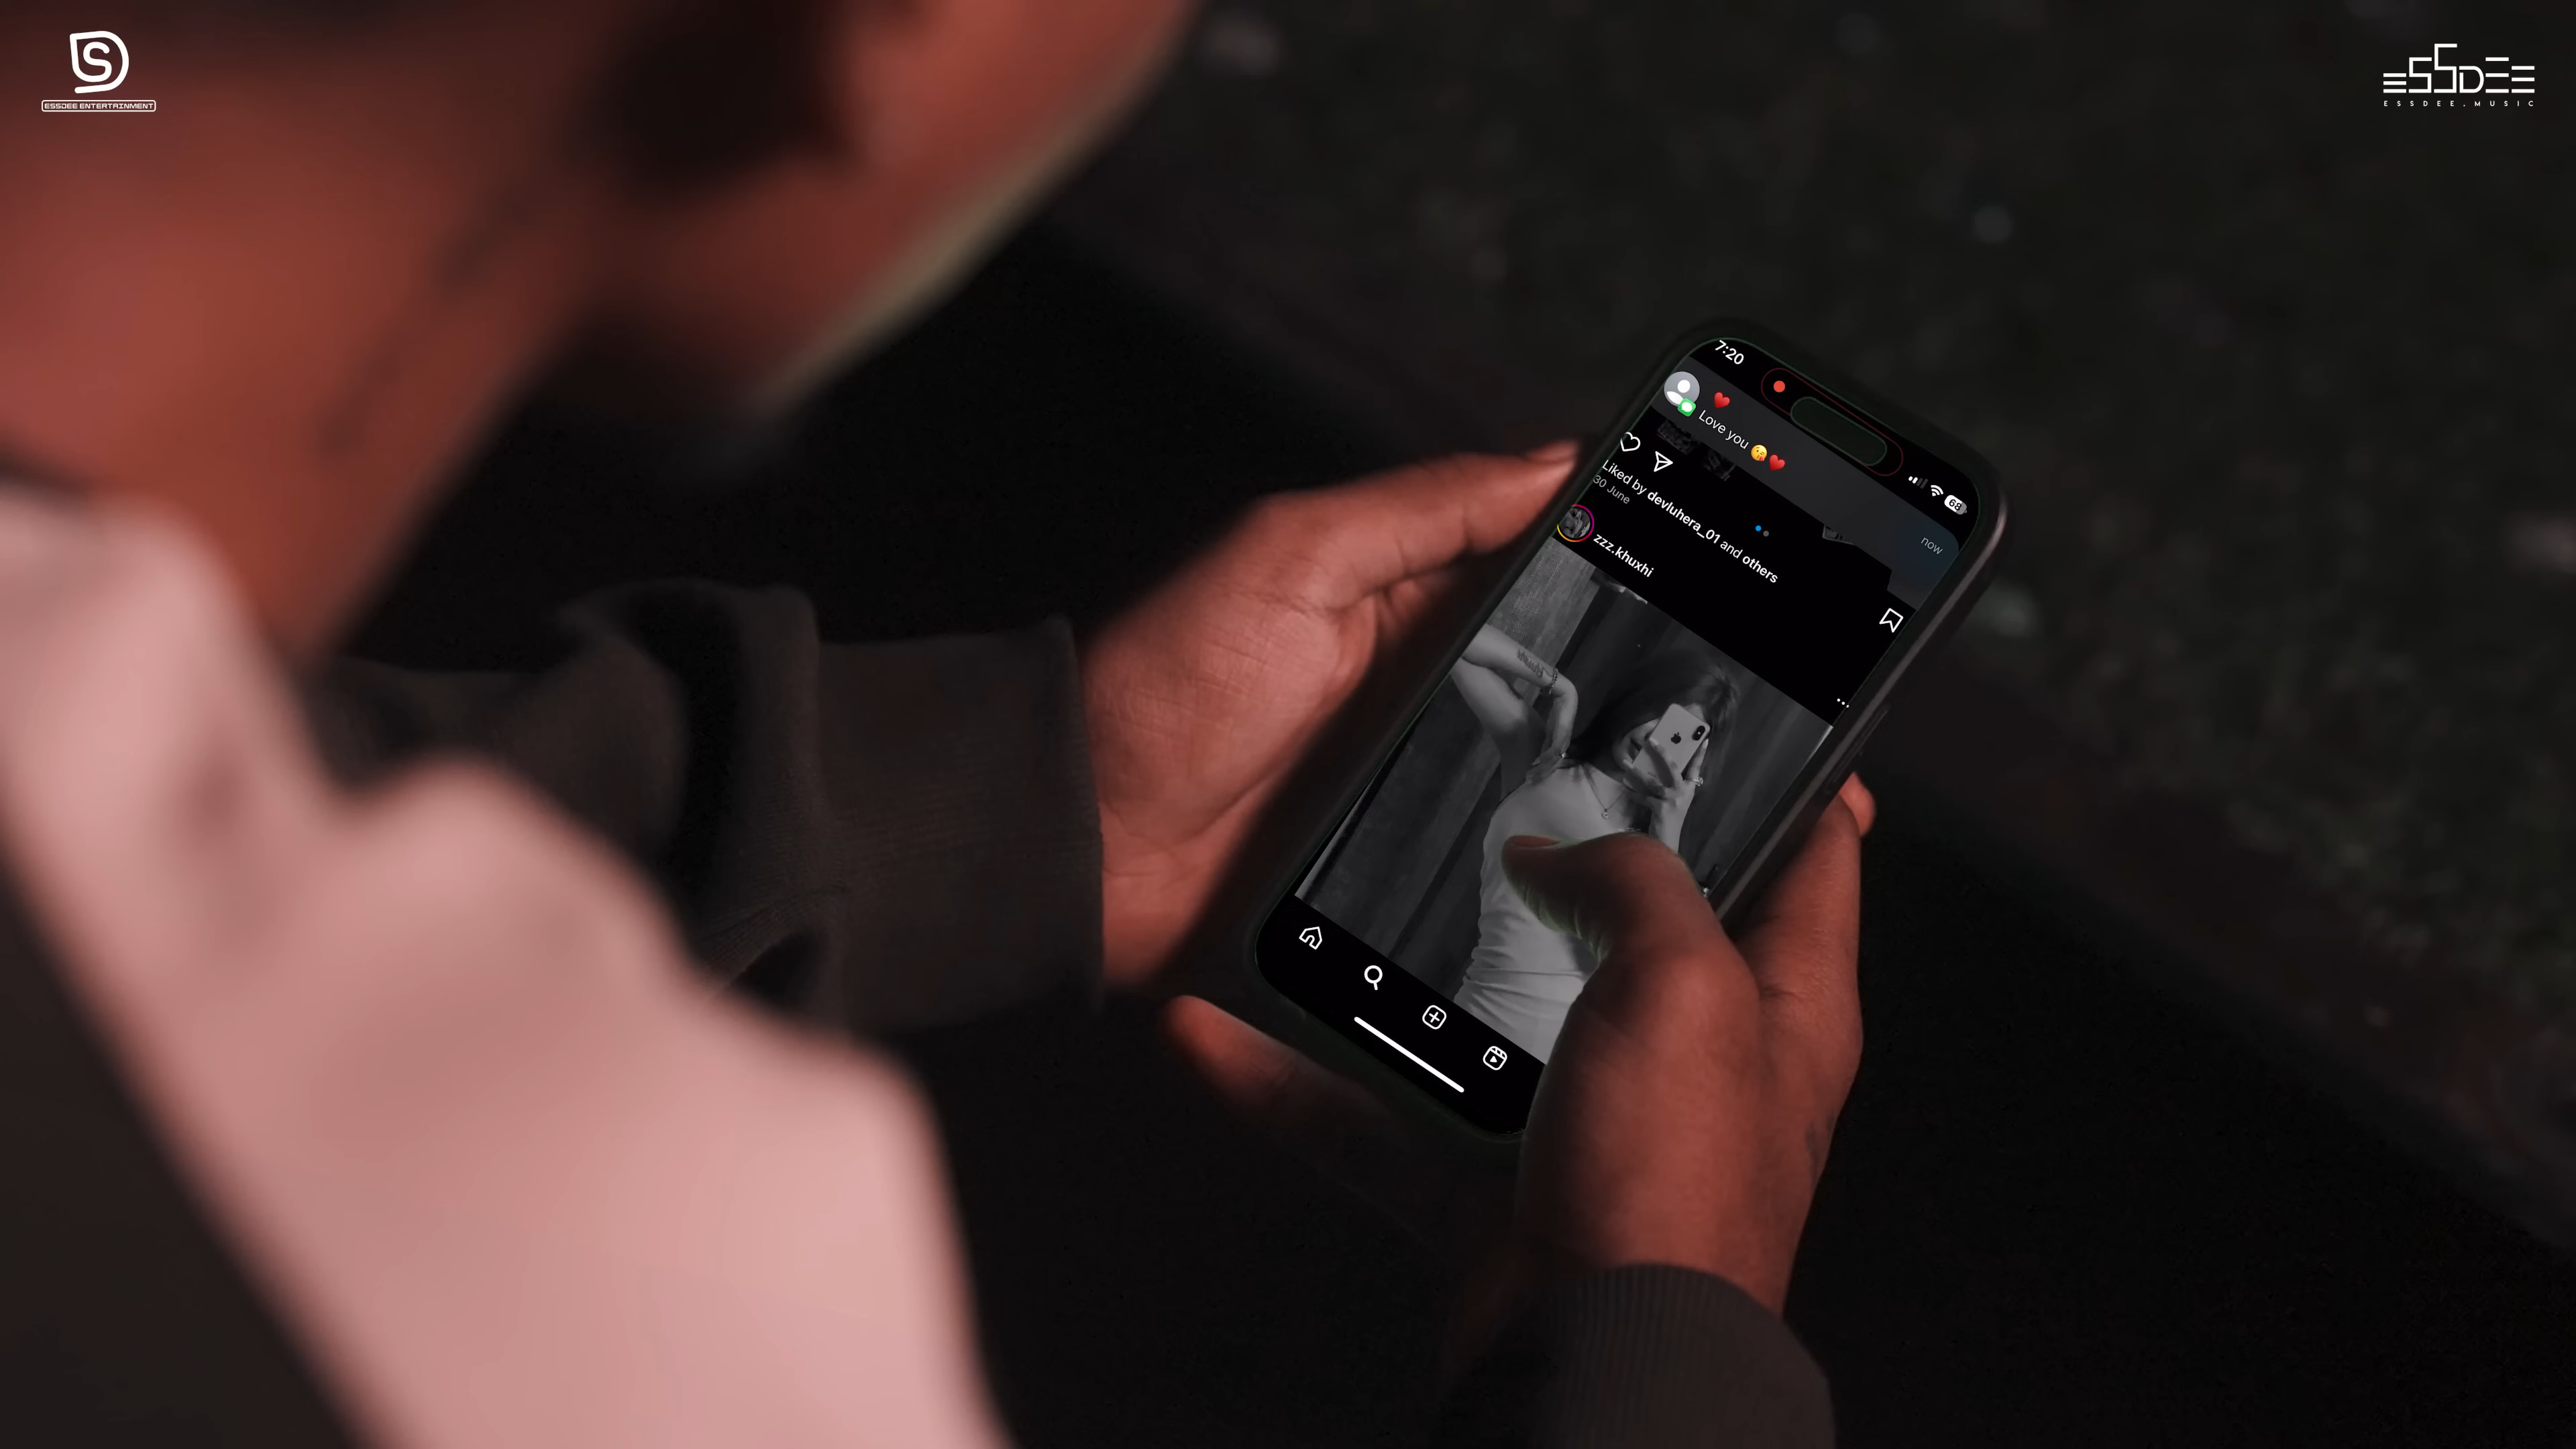 S
ESSDEE ENTERTAINMENT
ESSDEE
ESSDEE.MUSIC
7:20
68
❤️
now
Love you 😘❤️
Liked by devluhera_01 and others
30 June
zzz.khuxhi